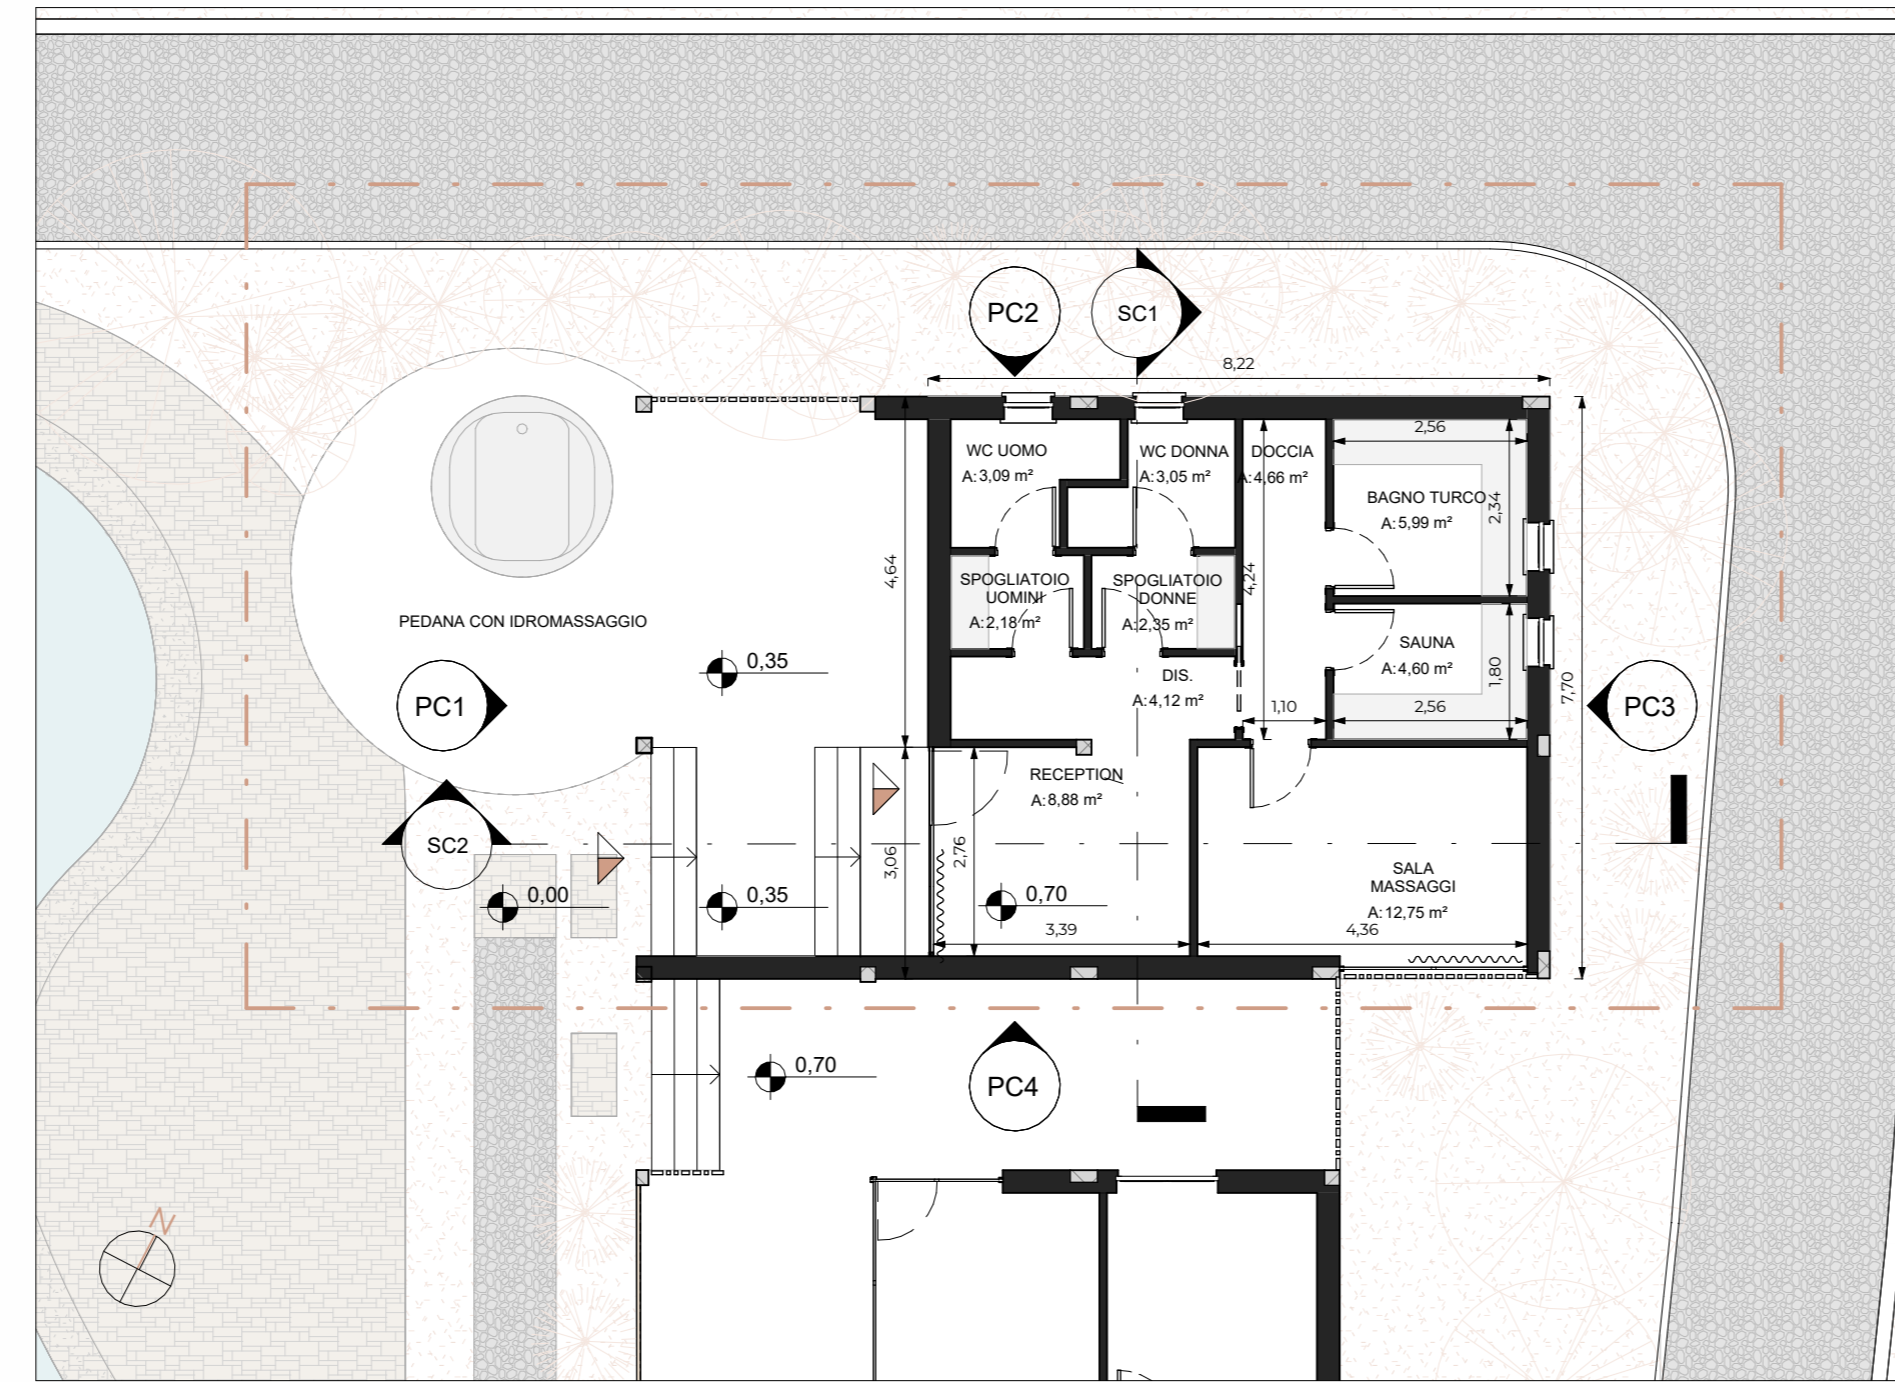 PC2
SC1
8,22
WC UOMO
A: 3,09 m²
WC DONNA
A: 3,05 m²
DOCCIA
A: 4,66 m²
2,56
BAGNO TURCO
A: 5,99 m²
2,34
4,64
SPOGLIATOIO
UOMINI
A: 2,18 m²
SPOGLIATOIO
DONNE
A: 2,35 m²
4,24
SAUNA
A: 4,60 m²
1,80
2,56
7,70
PEDANA CON IDROMASSAGGIO
0,35
DIS.
A: 4,12 m²
1,10
PC1
PC3
RECEPTION
A: 8,88 m²
SC2
3,06
2,76
SALA
MASSAGGI
A: 12,75 m²
0,00
0,35
0,70
3,39
4,36
0,70
PC4
N